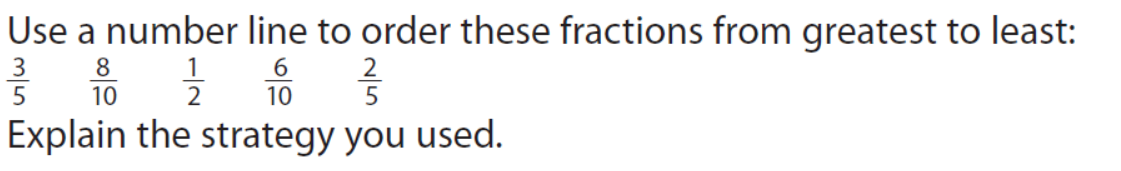 Use a number line to order these fractions from greatest to least:
3/5 8/10 1/2 6/10 2/5
Explain the strategy you used.